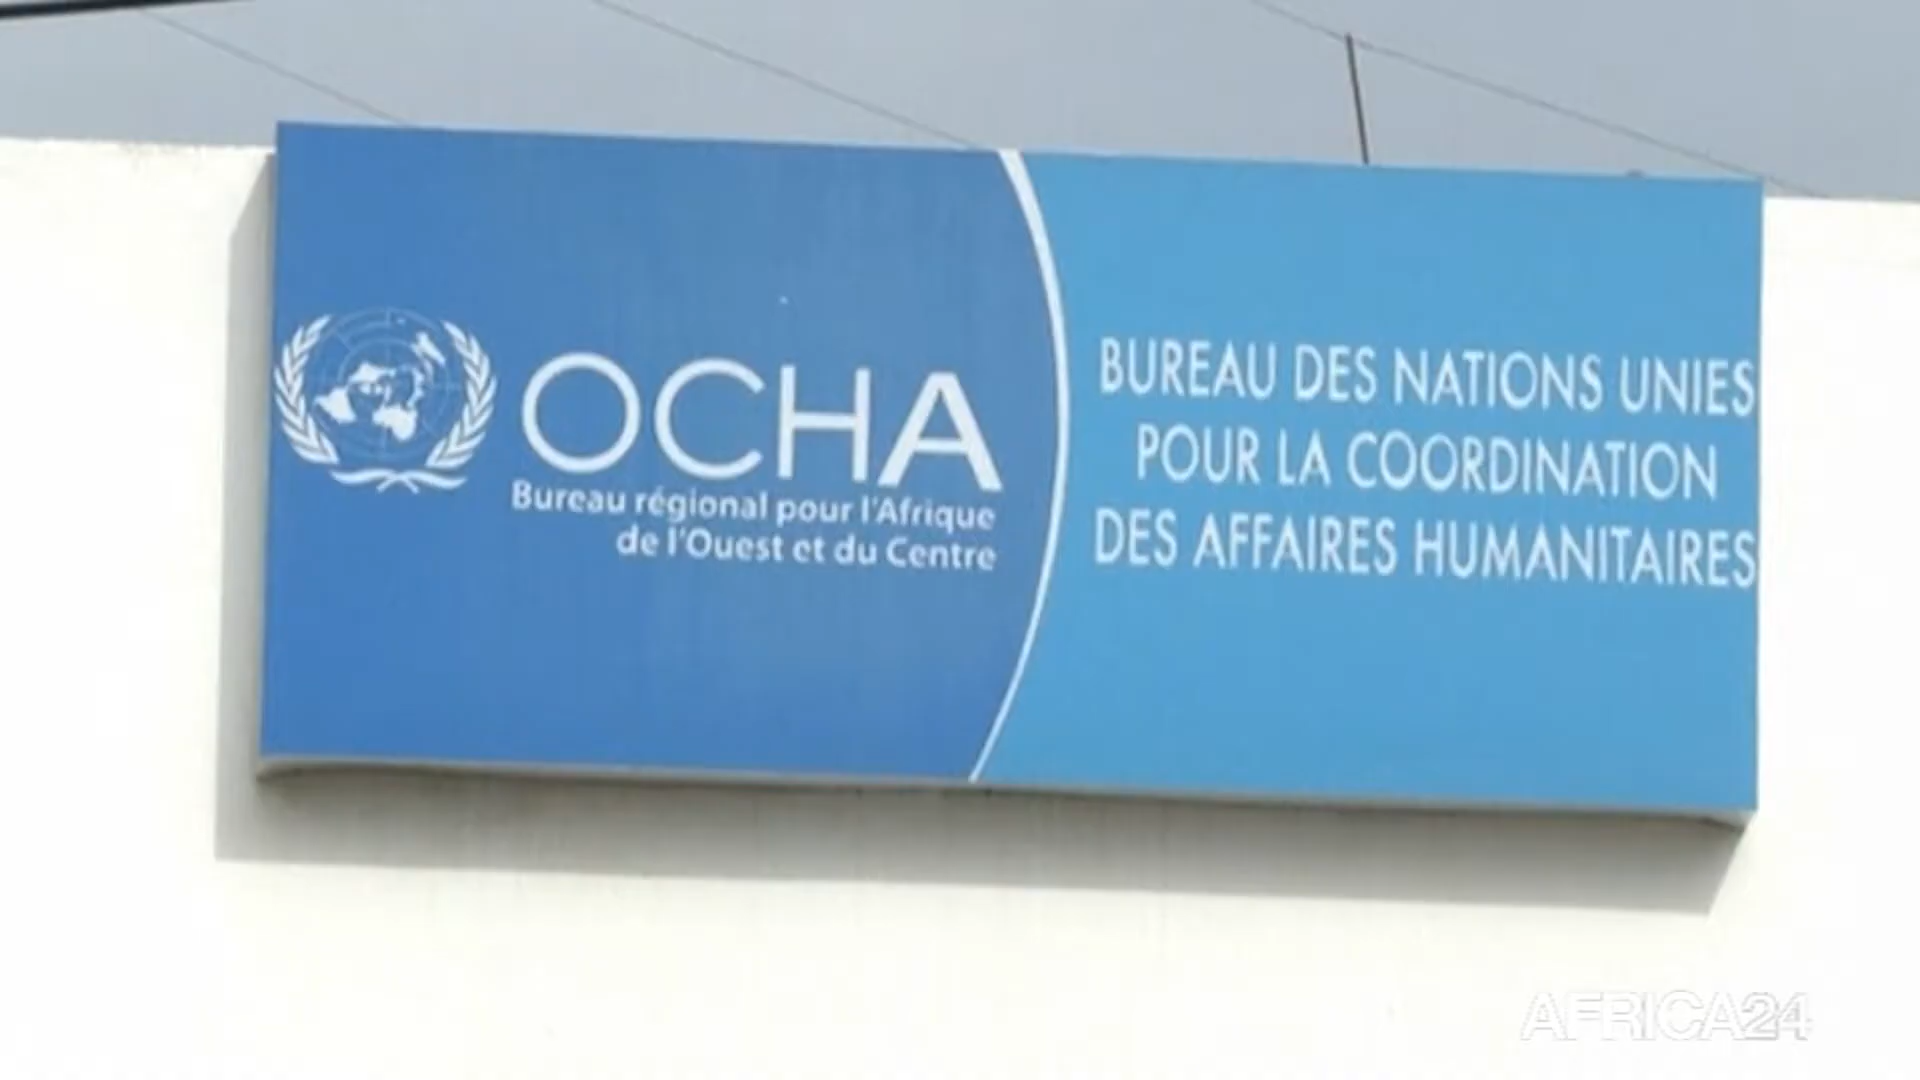 OCHA
Bureau régional pour l'Afrique
de l'Ouest et du Centre
BUREAU DES NATIONS UNIES
POUR LA COORDINATION
DES AFFAIRES HUMANITAIRES
AFRICA24